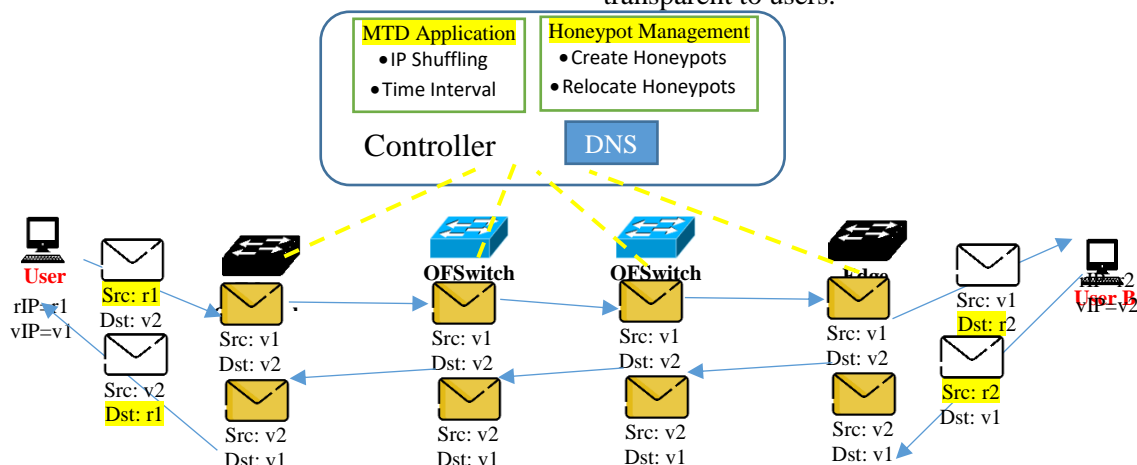 transparent to users.
MTD Application
• IP Shuffling
• Time Interval
Honeypot Management
• Create Honeypots
• Relocate Honeypots
Controller
DNS
User
rIP=r1
vIP=v1
Src: r1
Dst: v2
Src: v2
Dst: r1
OFSwitch
OFSwitch
Edge
Src: v1
Dst: v2
Src: v1
Dst: v2
Src: v1
Dst: v2
Src: v1
Dst: v2
Src: v2
Dst: v1
Src: v2
Dst: v1
Src: v2
Dst: v1
Src: v2
Dst: v1
Src: v1
Dst: r2
Src: r2
Dst: v1
User B
vIP=v2